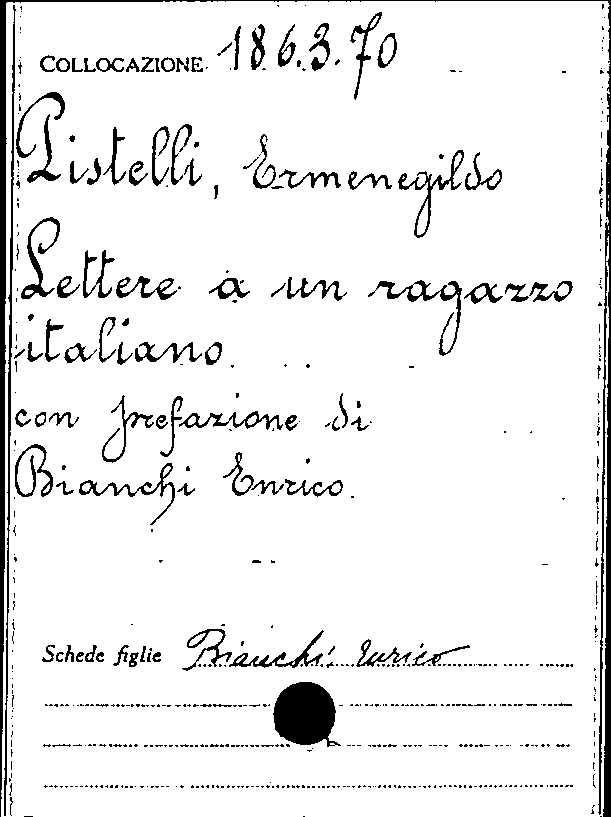 COLLOCAZIONE 186.3.70
Pistelli, Ermenegildo
Lettere a un ragazzo
italiano
con prefazione di
Bianchi Enrico.
Schede figlie Bianchi Enrico